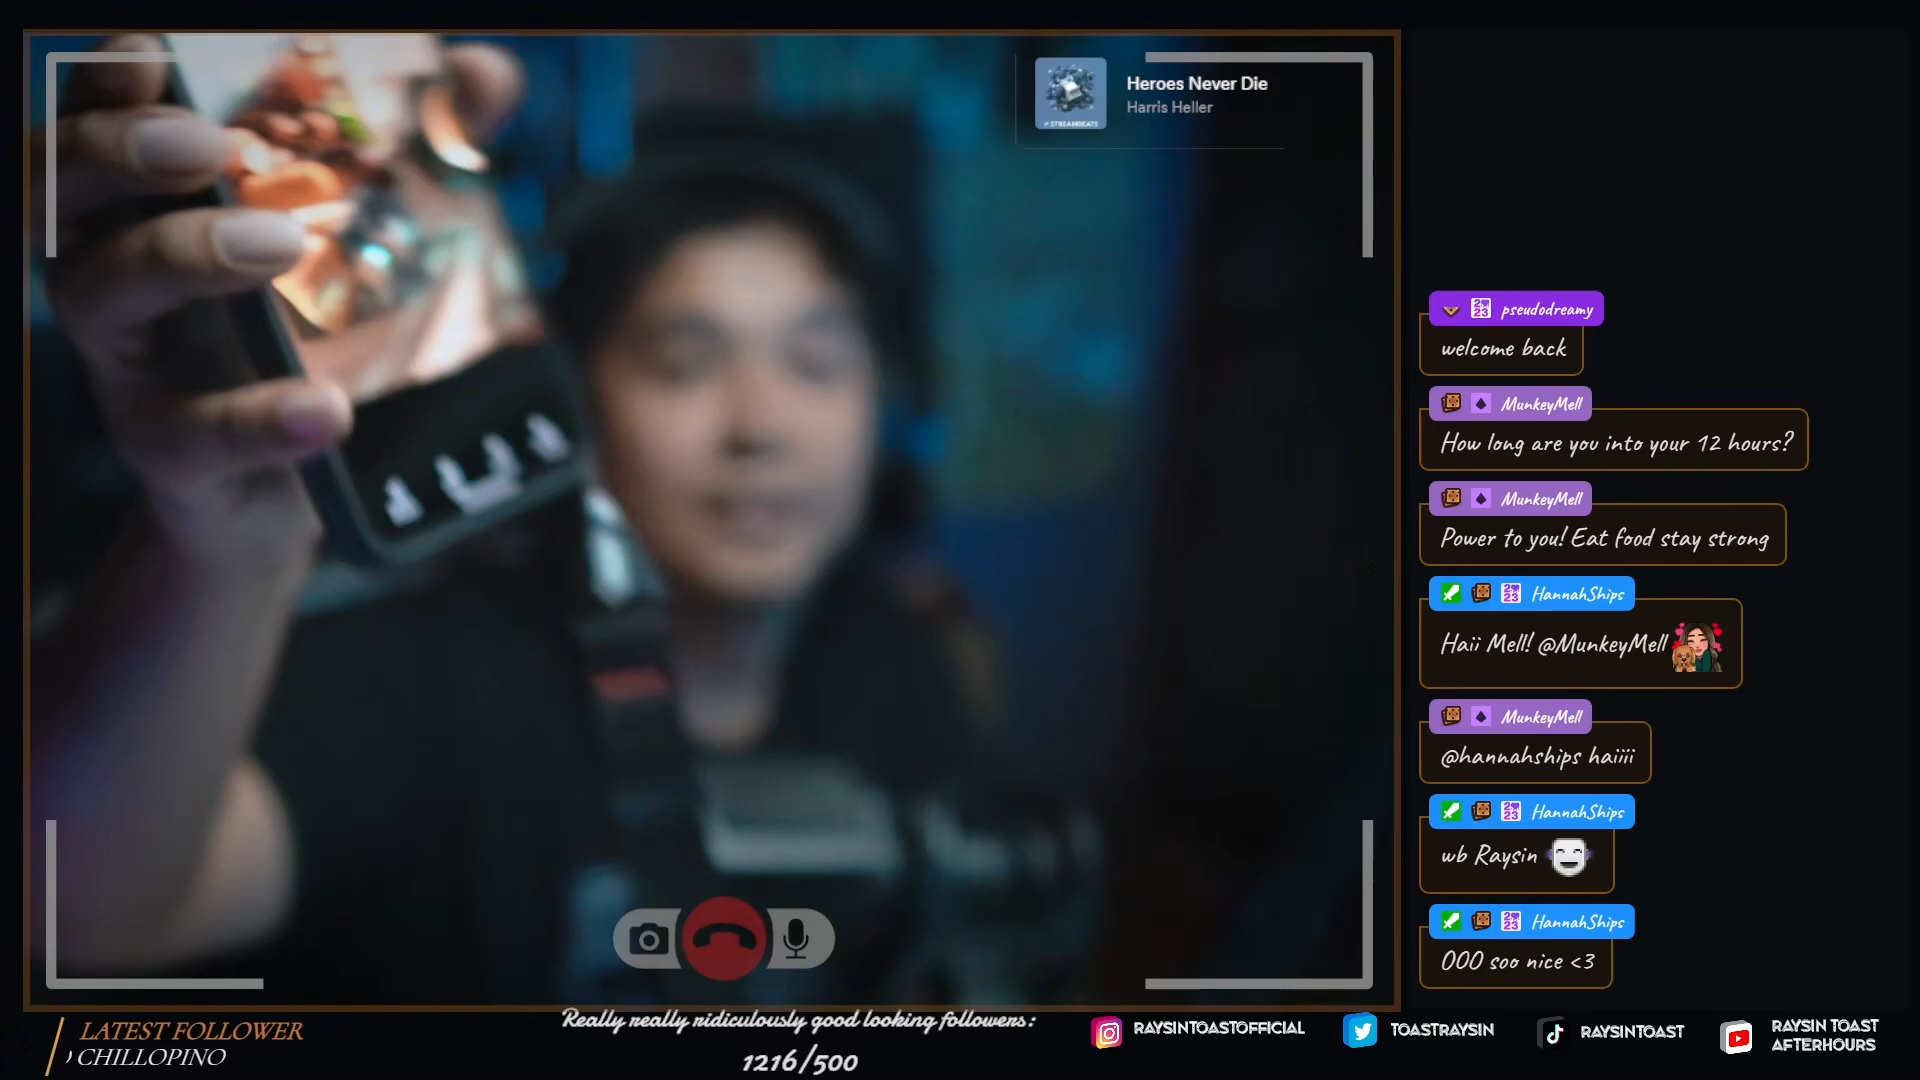 Heroes Never Die
Harris Heller
STREAMBEATS
pseudodreamy
welcome back
MunkeyMell
How long are you into your 12 hours?
MunkeyMell
Power to you! Eat food stay strong
HannahShips
Haii Mell! @MunkeyMell
MunkeyMell
@hannahships haiiii
HannahShips
wb Raysin
HannahShips
OOO soo nice <3
LATEST FOLLOWER
CHILLOPINO
Really really ridiculously good looking followers:
1216/500
RAYSINTOASTOFFICIAL
TOASTRAYSIN
RAYSINTOAST
RAYSIN TOAST
AFTERHOURS